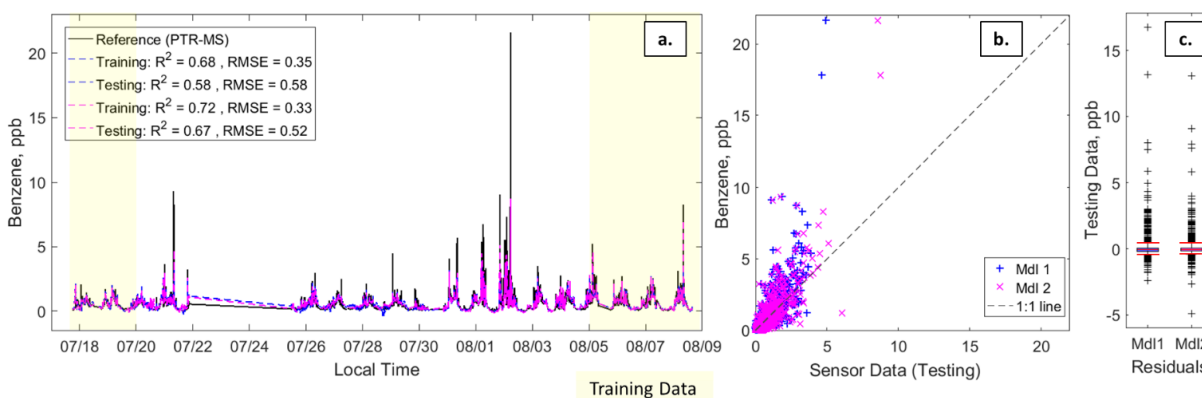 a.
Reference (PTR-MS)
Training: R2 = 0.68 , RMSE = 0.35
Testing: R2 = 0.58 , RMSE = 0.58
Training: R2 = 0.72 , RMSE = 0.33
Testing: R2 = 0.67 , RMSE = 0.52
Benzene, ppb
20
15
10
5
0
07/18 07/20 07/22 07/24 07/26 07/28 07/30 08/01 08/03 08/05 08/07 08/09
Local Time
Training Data
b.
Benzene, ppb
20
15
10
5
0
Mdl 1
Mdl 2
1:1 line
0 5 10 15 20
Sensor Data (Testing)
c.
Testing Data, ppb
15
10
5
0
-5
Mdl1 Mdl2
Residuals